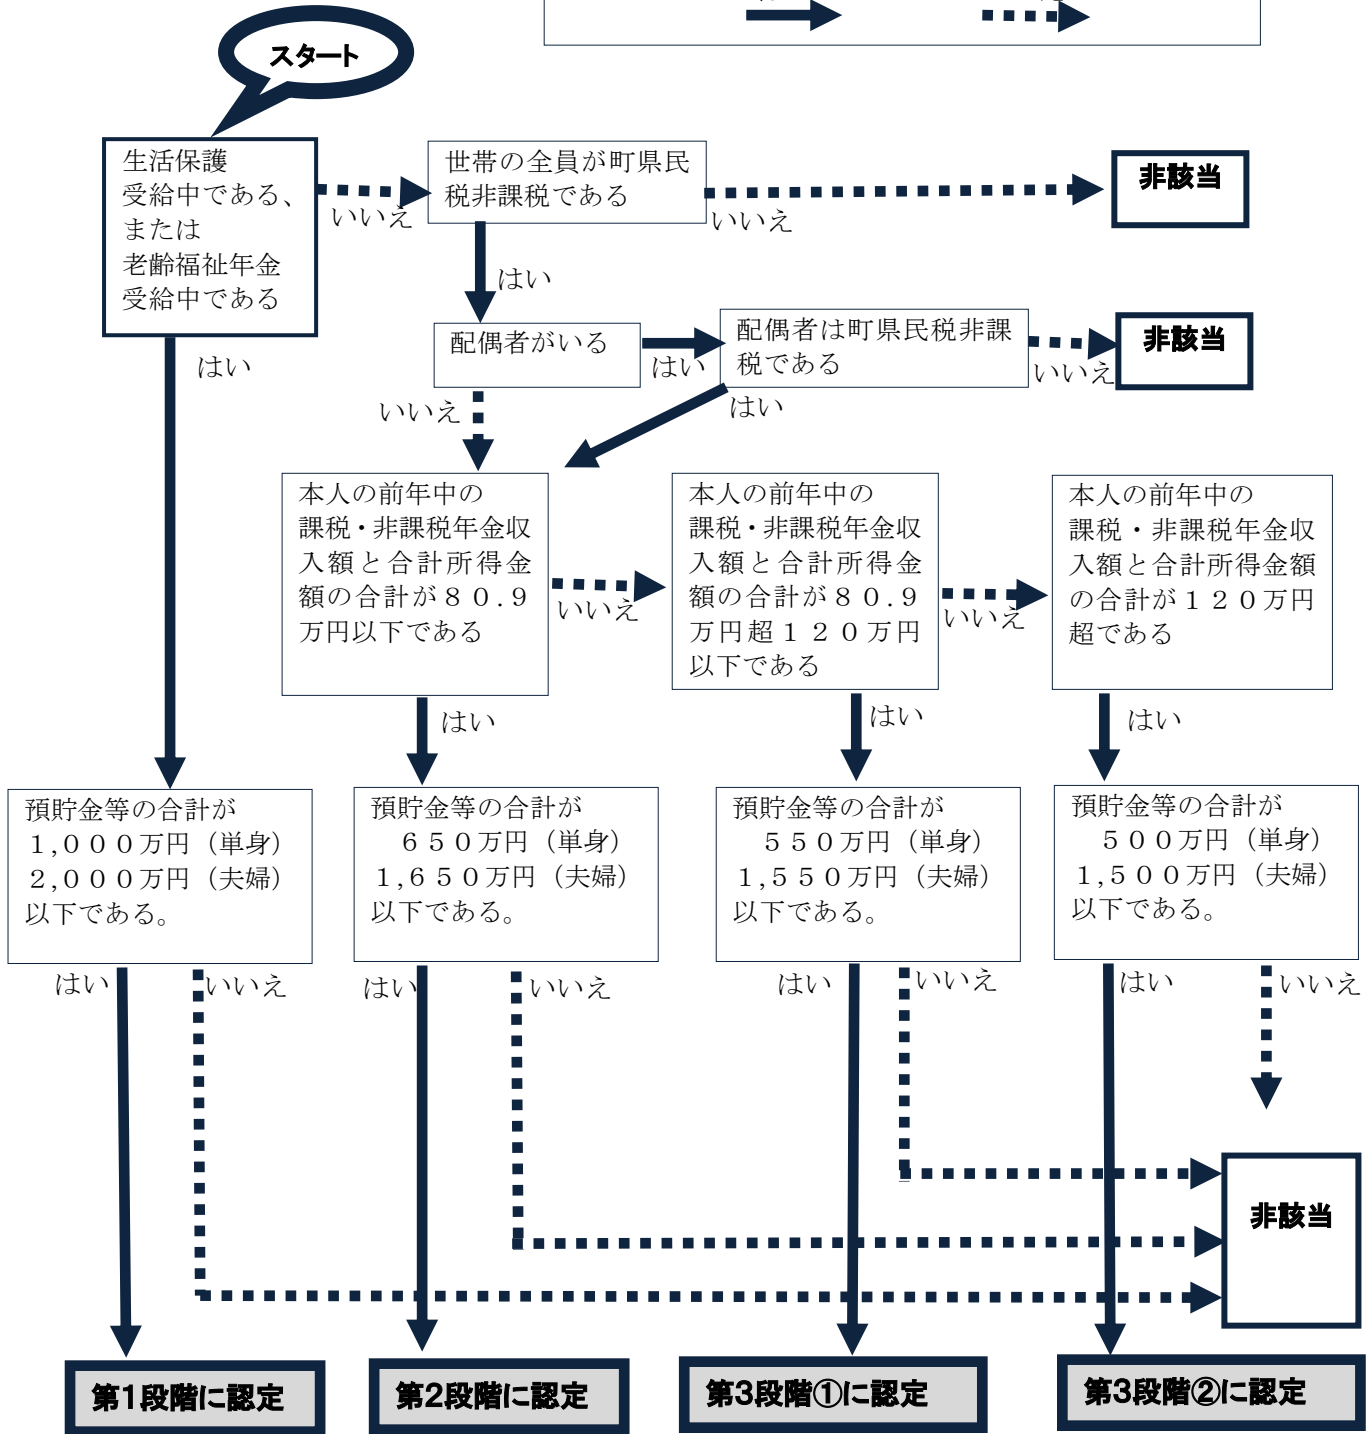 スタート
生活保護
受給中である、
または
老齢福祉年金
受給中である
いいえ
世帯の全員が町県民
税非課税である
いいえ
非該当
はい
はい
配偶者がいる
はい
配偶者は町県民税非課
税である
いいえ
非該当
いいえ
はい
本人の前年中の
課税・非課税年金収
入額と合計所得金
額の合計が80.9
万円以下である
いいえ
本人の前年中の
課税・非課税年金収
入額と合計所得金
額の合計が80.9
万円超120万円
以下である
いいえ
本人の前年中の
課税・非課税年金収
入額と合計所得金額
の合計が120万円
超である
はい
はい
はい
預貯金等の合計が
1,000万円（単身）
2,000万円（夫婦）
以下である。
預貯金等の合計が
650万円（単身）
1,650万円（夫婦）
以下である。
預貯金等の合計が
550万円（単身）
1,550万円（夫婦）
以下である。
預貯金等の合計が
500万円（単身）
1,500万円（夫婦）
以下である。
はい
いいえ
はい
いいえ
はい
いいえ
はい
いいえ
非該当
第1段階に認定
第2段階に認定
第3段階①に認定
第3段階②に認定